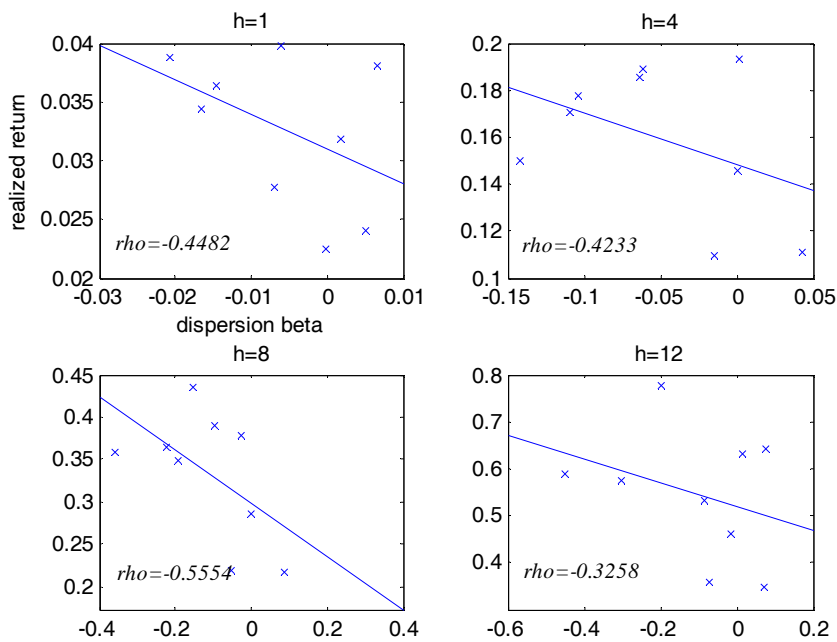 h=1
0.04
0.035
0.03
0.025
0.02
realized return
rho=-0.4482
-0.03 -0.02 -0.01 0 0.01
dispersion beta
h=4
0.2
0.18
0.16
0.14
0.12
0.1
rho=-0.4233
-0.15 -0.1 -0.05 0 0.05
h=8
0.45
0.4
0.35
0.3
0.25
0.2
rho=-0.5554
-0.4 -0.2 0 0.2 0.4
h=12
0.8
0.7
0.6
0.5
0.4
rho=-0.3258
-0.6 -0.4 -0.2 0 0.2